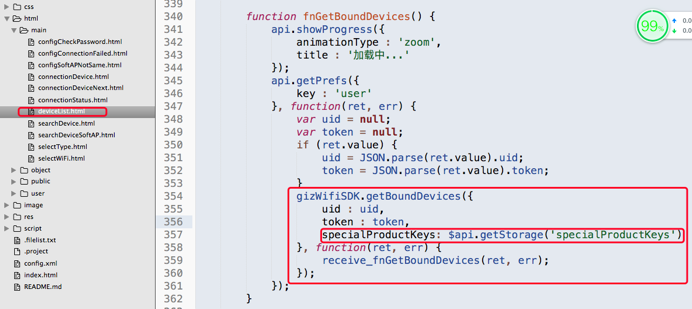 css
html
main
configCheckPassword.html
configConnectionFailed.html
configSoftAPNotSame.html
connectionDevice.html
connectionDeviceNext.html
connectionStatus.html
deviceList.html
searchDevice.html
searchDeviceSoftAP.html
selectType.html
selectWiFi.html
object
public
user
image
res
script
.filelist.txt
.project
config.xml
index.html
README.md
339
340 function fnGetBoundDevices() {
341 api.showProgress({
342 animationType : 'zoom',
343 title : '加载中...'
344 });
345 api.getPrefs({
346 key : 'user'
347 }, function(ret, err) {
348 var uid = null;
349 var token = null;
350 if (ret.value) {
351 uid = JSON.parse(ret.value).uid;
352 token = JSON.parse(ret.value).token;
353 }
354 gizWifiSDK.getBoundDevices({
355 uid : uid,
356 token : token,
357 specialProductKeys: $api.getStorage('specialProductKeys')
358 }, function(ret, err) {
359 receive_fnGetBoundDevices(ret, err);
360 });
361 });
362 }
99%
0.0
0.0